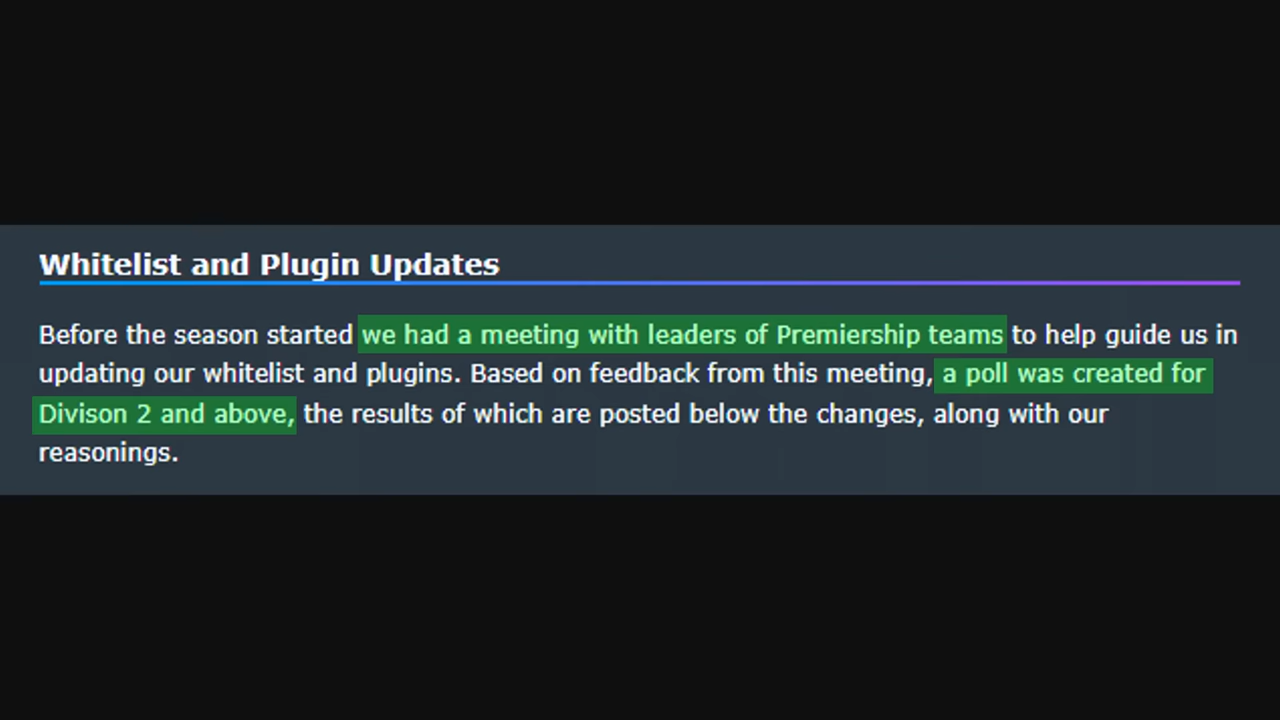 Whitelist and Plugin Updates
Before the season started we had a meeting with leaders of Premiership teams to help guide us in
updating our whitelist and plugins. Based on feedback from this meeting, a poll was created for
Divison 2 and above, the results of which are posted below the changes, along with our
reasonings.